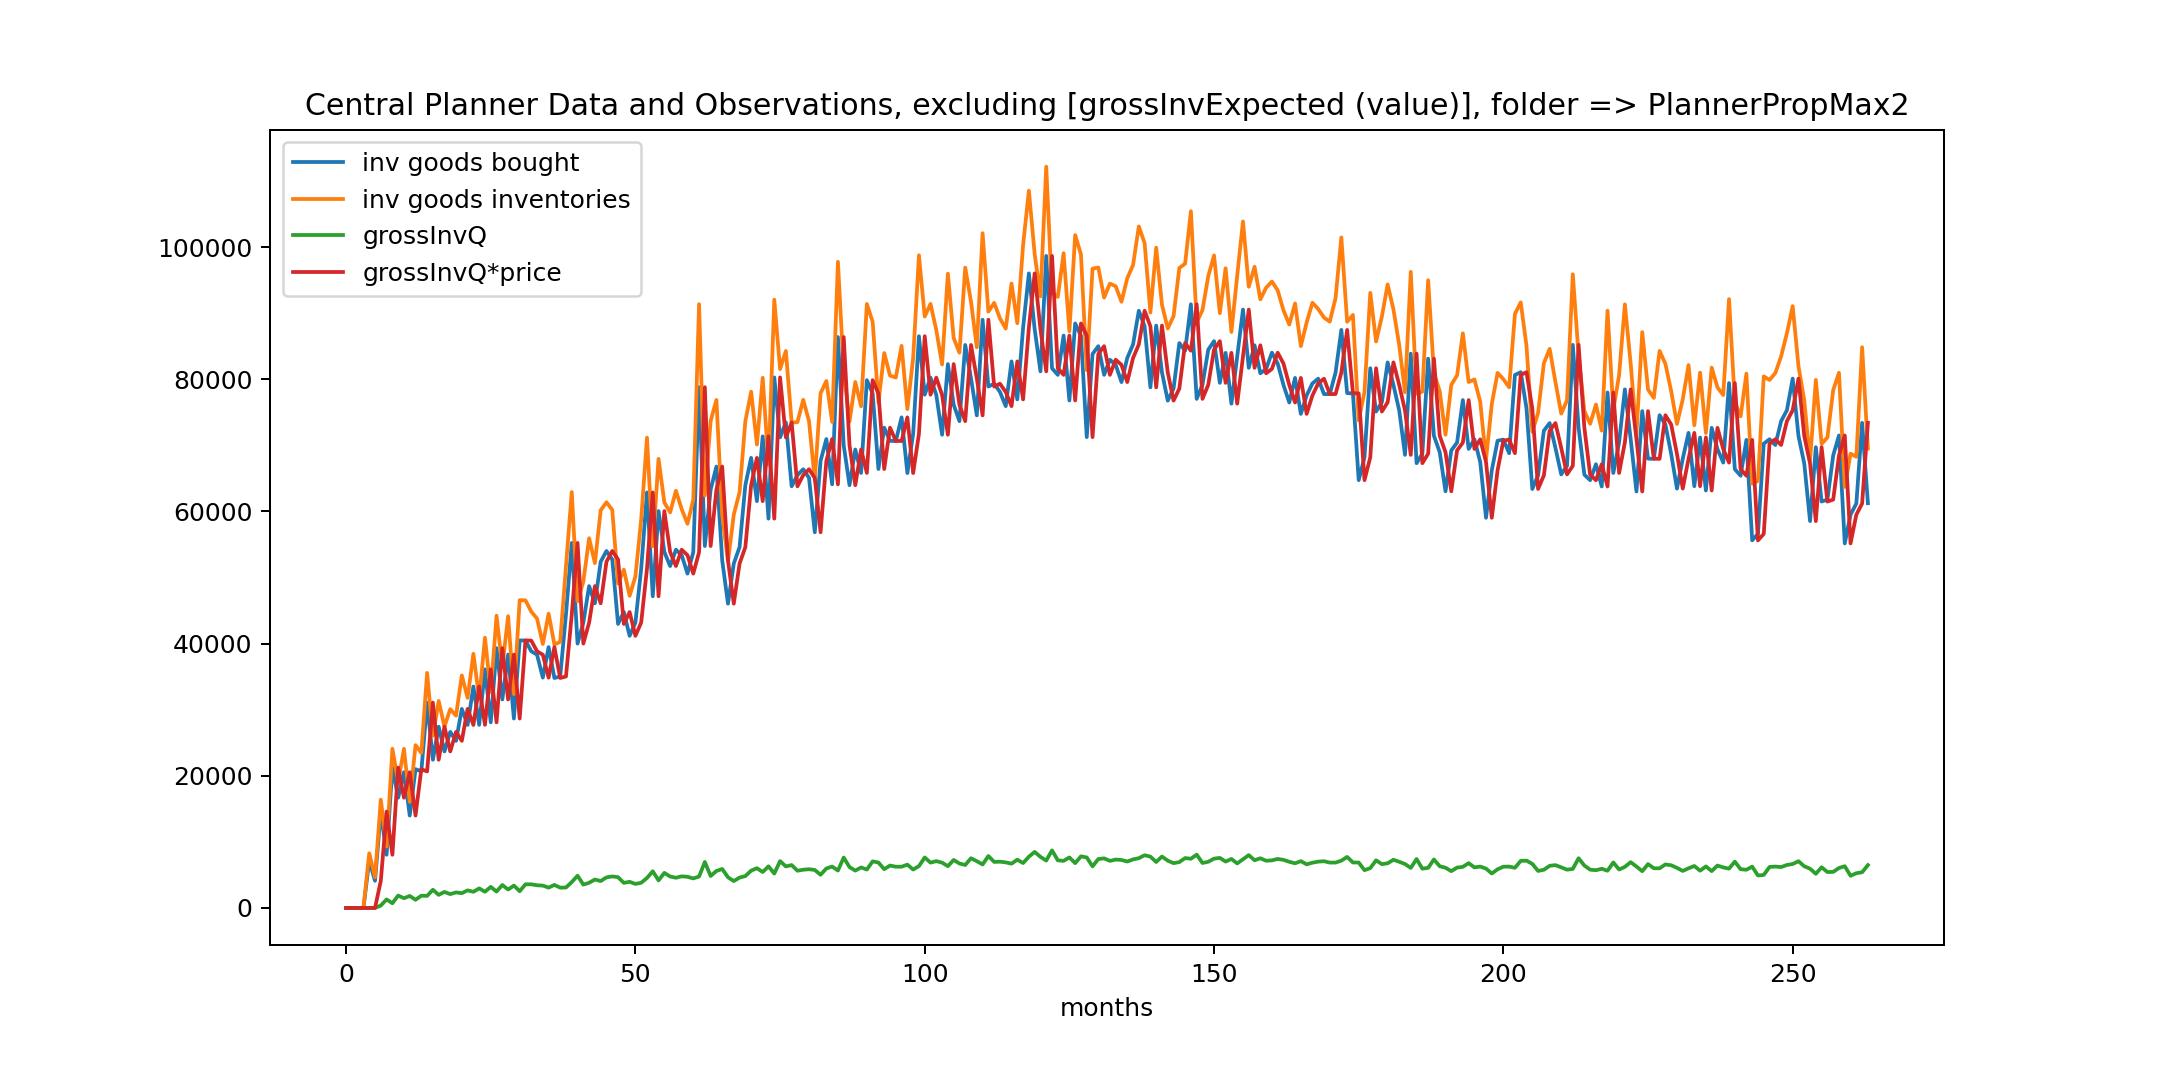 Central Planner Data and Observations, excluding [grossInvExpected (value)], folder => PlannerPropMax2
inv goods bought
inv goods inventories
grossInvQ
grossInvQ*price
100000
80000
60000
40000
20000
0
0
50
100
150
200
250
months